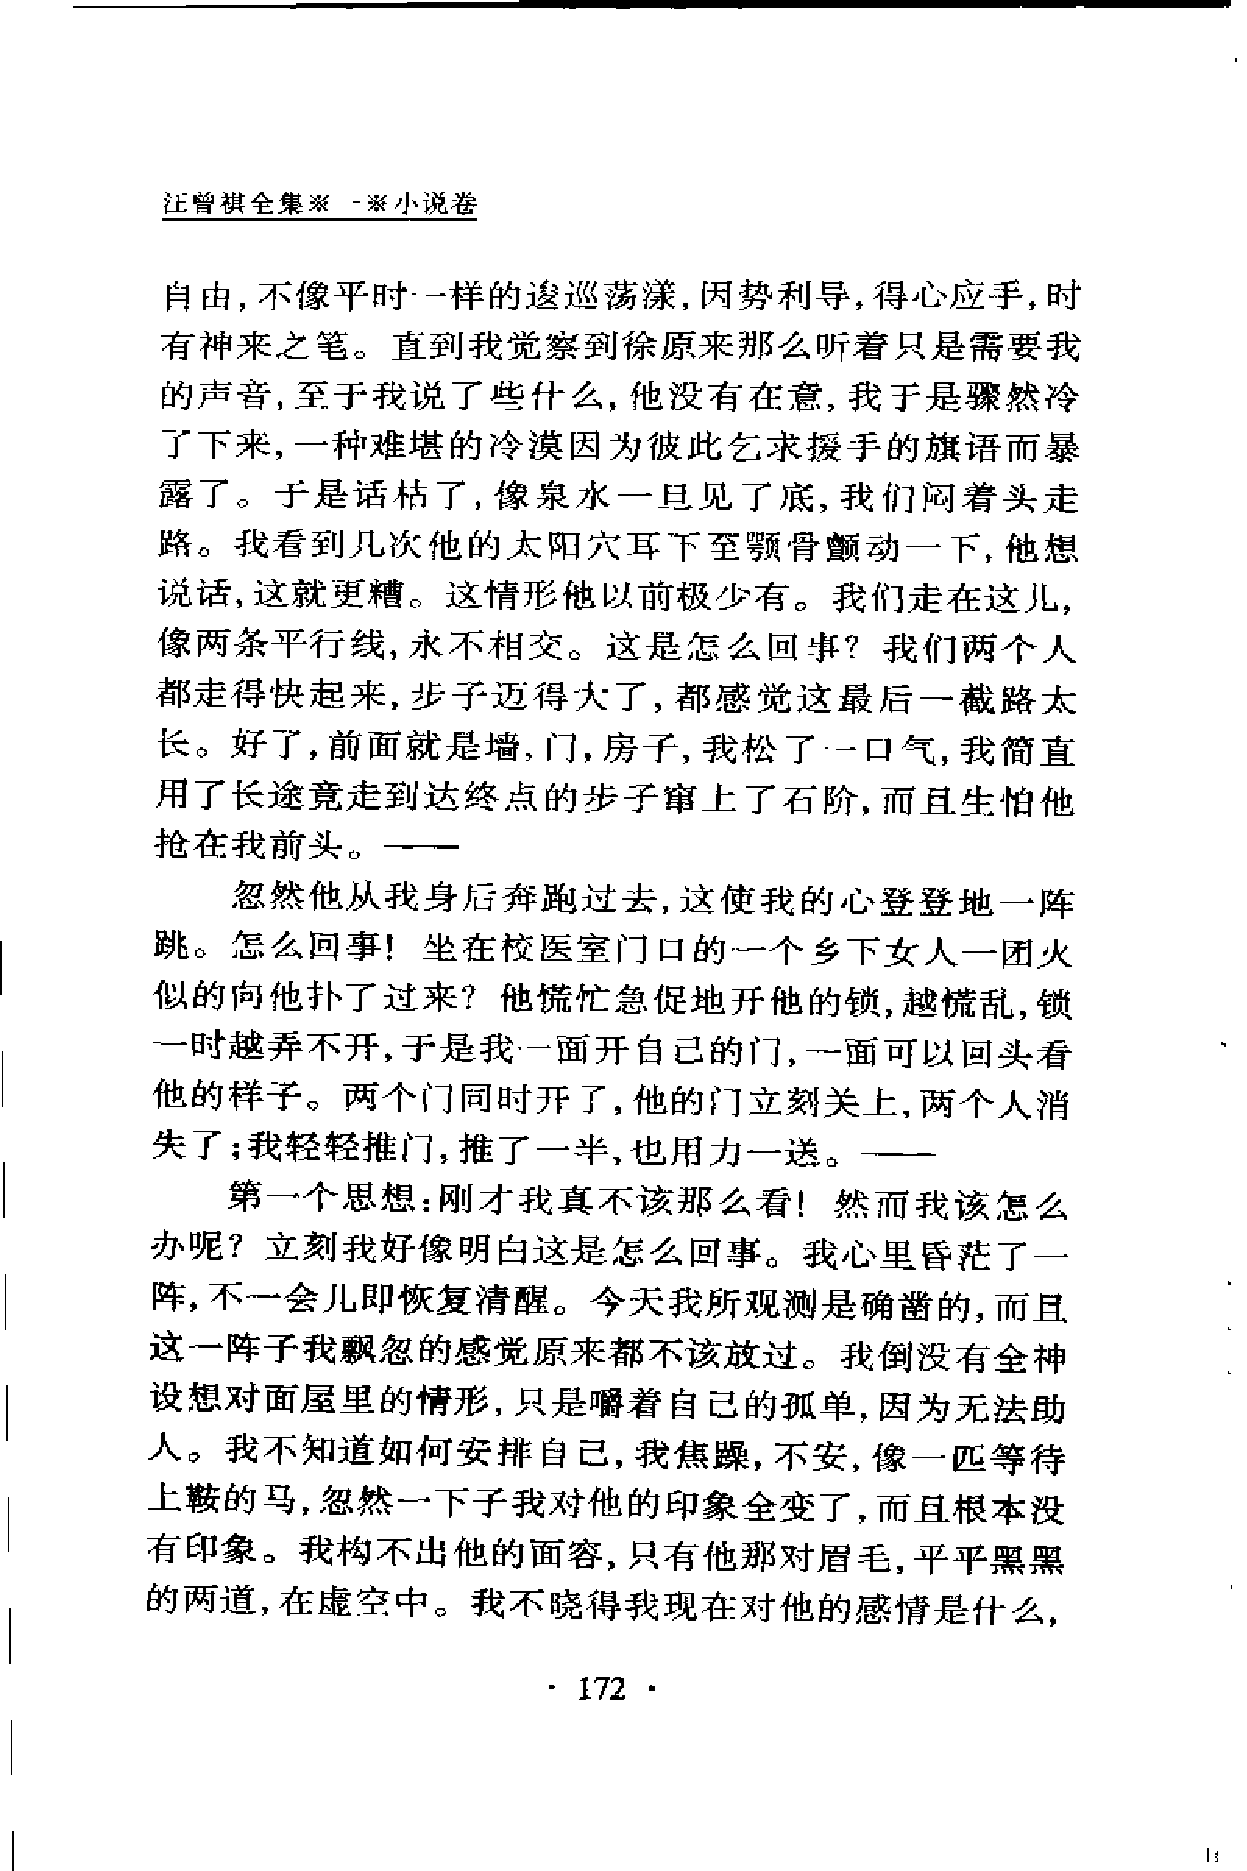 汪曾祺全集※一※小说卷
自由,不像平时一样的逡巡荡漾,因势利导,得心应手,时
有神来之笔。直到我觉察到徐原来那么听着只是需要我
的声音,至于我说了些什么,他没有在意,我于是骤然冷
了下来,一种难堪的冷漠因为彼此乞求援手的旗语而暴
露了。于是话枯了,像泉水一旦见了底,我们闷着头走
路。我看到几次他的太阳穴耳下至颚骨颤动一下,他想
说话,这就更糟。这情形他以前极少有。我们走在这儿,
像两条平行线,永不相交。这是怎么回事?我们两个人
都走得快起来,步子迈得大了,都感觉这最后一截路太
长。好了,前面就是墙,门,房子,我松了一口气,我简直
用了长途竟走到达终点的步子窜上了石阶,而且生怕他
抢在我前头。——
忽然他从我身后奔跑过去,这使我的心登登地一阵
跳。怎么回事!坐在校医室门口的一个乡下女人一团火
似的向他扑了过来?他慌忙急促地开他的锁,越慌乱,锁
一时越弄不开,于是我一面开自己的门,一面可以回头看
他的样子。两个门同时开了,他的门立刻关上,两个人消
失了;我轻轻推门,推了一半,也用力一送。——
第一个思想:刚才我真不该那么看!然而我该怎么
办呢?立刻我好像明白这是怎么回事。我心里昏茫了一
阵,不一会儿即恢复清醒。今天我所观测是确凿的,而且
这一阵子我飘忽的感觉原来都不该放过。我倒没有全神
设想对面屋里的情形,只是嚼着自己的孤单,因为无法助
人。我不知道如何安排自己,我焦躁,不安,像一匹等待
上鞍的马,忽然一下子我对他的印象全变了,而且根本没
有印象。我构不出他的面容,只有他那对眉毛,平平黑黑
的两道,在虚空中。我不晓得我现在对他的感情是什么,
· 172 ·